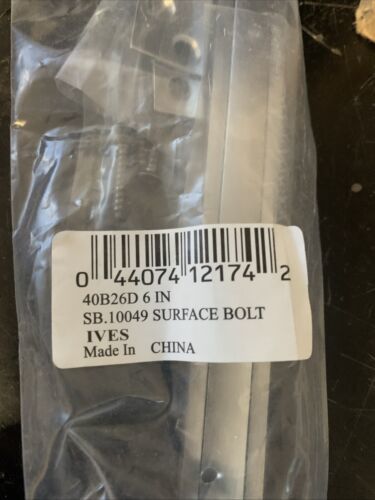 0 44074 12174 2
40B26D 6 IN
SB.10049 SURFACE BOLT
IVES
Made In CHINA